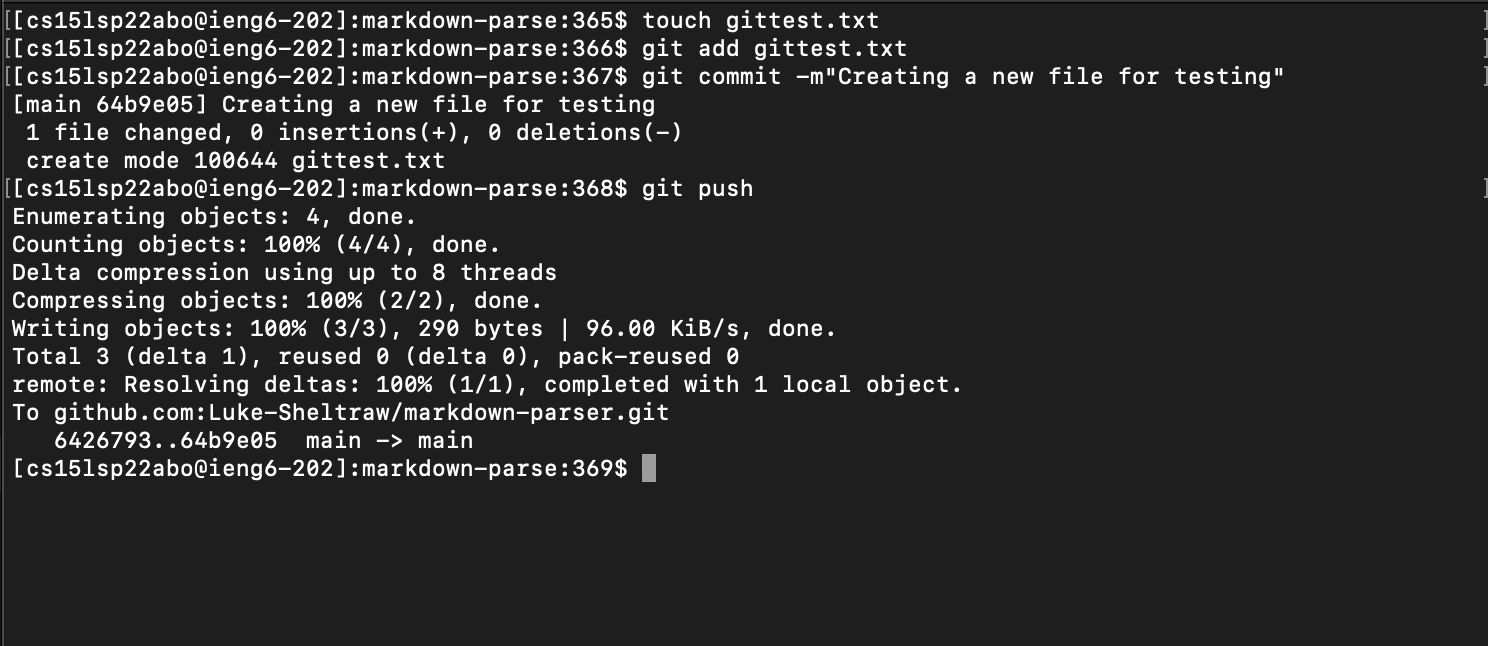 [[cs15lsp22abo@ieng6-202]:markdown-parse:365$ touch gittest.txt ]
[[cs15lsp22abo@ieng6-202]:markdown-parse:366$ git add gittest.txt ]
[[cs15lsp22abo@ieng6-202]:markdown-parse:367$ git commit -m"Creating a new file for testing" ]
[main 64b9e05] Creating a new file for testing
 1 file changed, 0 insertions(+), 0 deletions(-)
 create mode 100644 gittest.txt
[[cs15lsp22abo@ieng6-202]:markdown-parse:368$ git push ]
Enumerating objects: 4, done.
Counting objects: 100% (4/4), done.
Delta compression using up to 8 threads
Compressing objects: 100% (2/2), done.
Writing objects: 100% (3/3), 290 bytes | 96.00 KiB/s, done.
Total 3 (delta 1), reused 0 (delta 0), pack-reused 0
remote: Resolving deltas: 100% (1/1), completed with 1 local object.
To github.com:Luke-Sheltraw/markdown-parser.git
   6426793..64b9e05  main -> main
[cs15lsp22abo@ieng6-202]:markdown-parse:369$